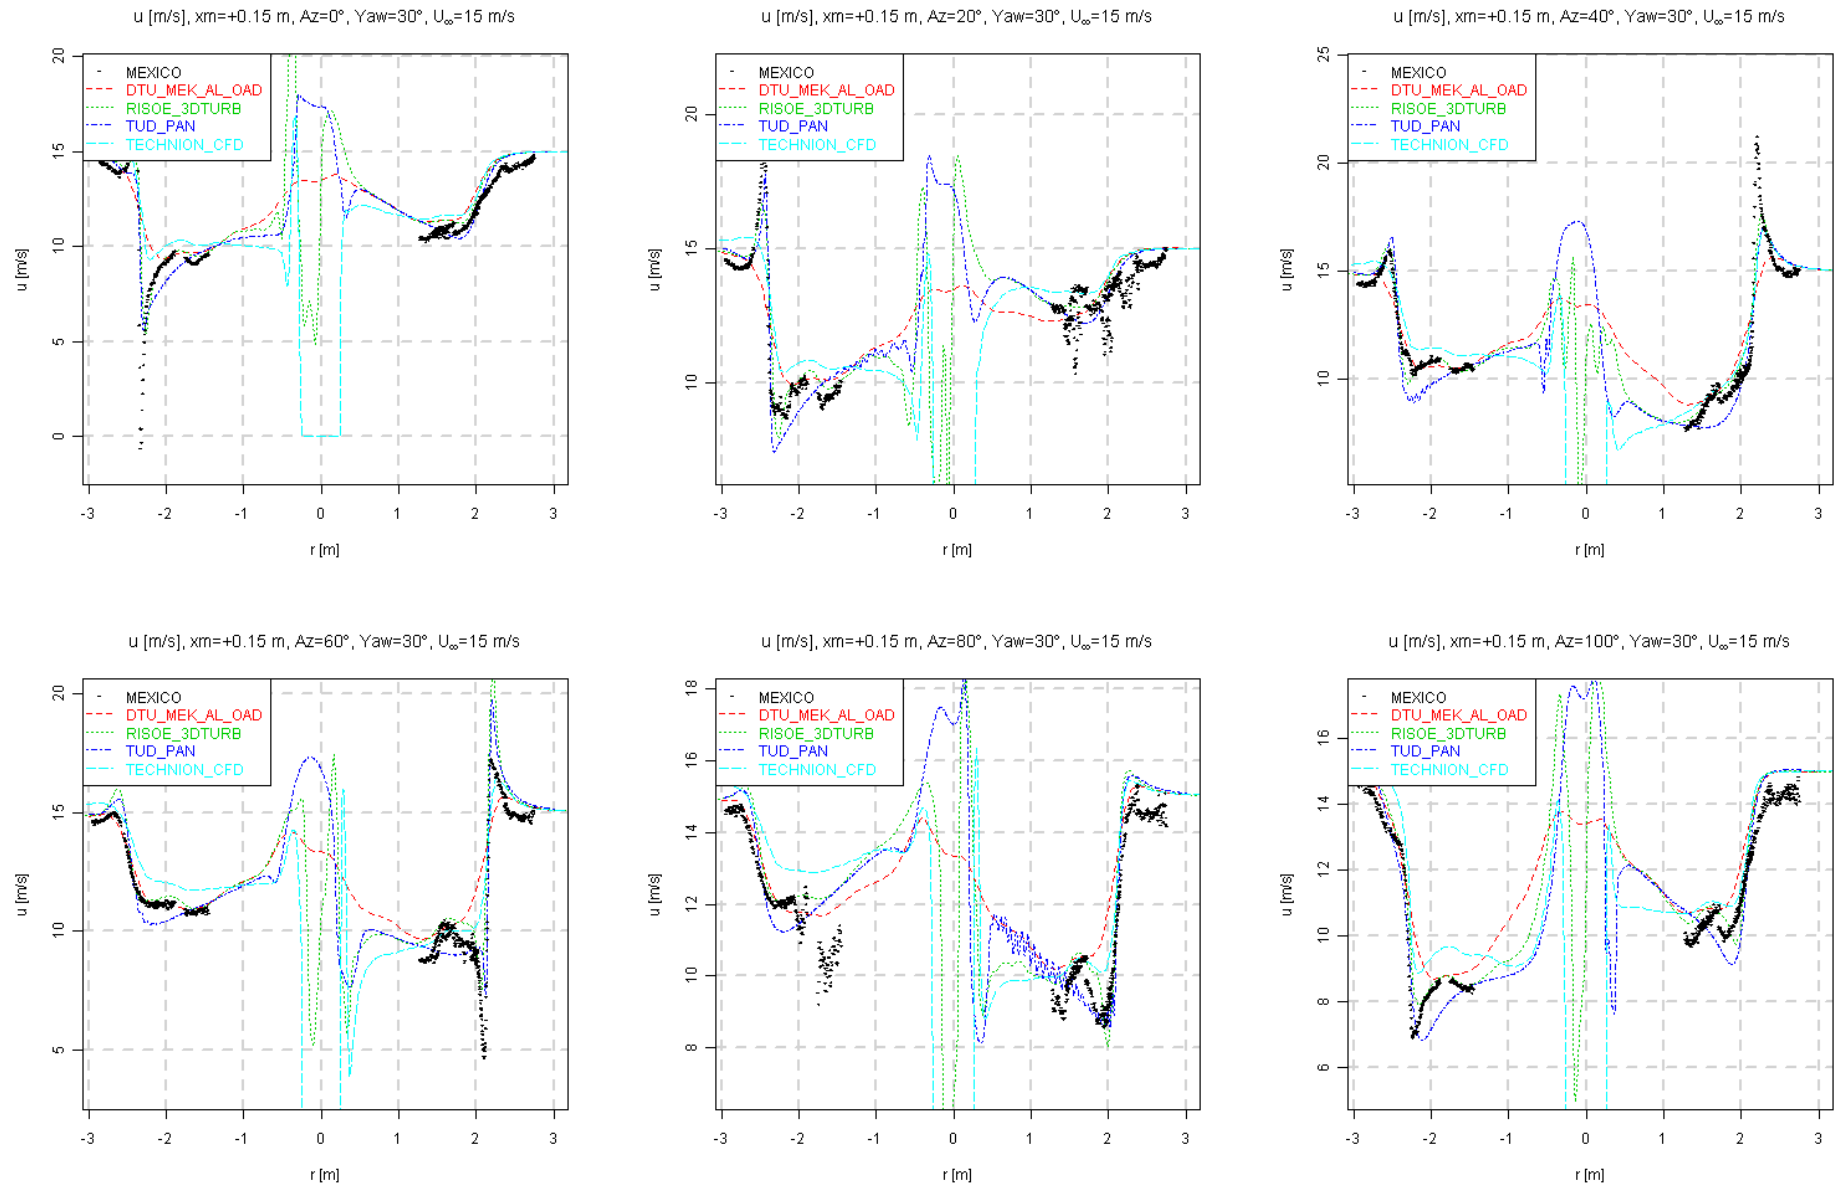 u [m/s], xm=+0.15 m, Az=0°, Yaw=30°, U∞=15 m/s
MEXICO
DTU_MEK_AL_OAD
RISOE_3DTURB
TUD_PAN
TECHNION_CFD
20
15
10
5
0
u [m/s]
-3 -2 -1 0 1 2 3
r [m]
u [m/s], xm=+0.15 m, Az=20°, Yaw=30°, U∞=15 m/s
MEXICO
DTU_MEK_AL_OAD
RISOE_3DTURB
TUD_PAN
TECHNION_CFD
20
15
10
u [m/s]
-3 -2 -1 0 1 2 3
r [m]
u [m/s], xm=+0.15 m, Az=40°, Yaw=30°, U∞=15 m/s
MEXICO
DTU_MEK_AL_OAD
RISOE_3DTURB
TUD_PAN
TECHNION_CFD
25
20
15
10
u [m/s]
-3 -2 -1 0 1 2 3
r [m]
u [m/s], xm=+0.15 m, Az=60°, Yaw=30°, U∞=15 m/s
MEXICO
DTU_MEK_AL_OAD
RISOE_3DTURB
TUD_PAN
TECHNION_CFD
20
15
10
5
u [m/s]
-3 -2 -1 0 1 2 3
r [m]
u [m/s], xm=+0.15 m, Az=80°, Yaw=30°, U∞=15 m/s
MEXICO
DTU_MEK_AL_OAD
RISOE_3DTURB
TUD_PAN
TECHNION_CFD
18
16
14
12
10
8
u [m/s]
-3 -2 -1 0 1 2 3
r [m]
u [m/s], xm=+0.15 m, Az=100°, Yaw=30°, U∞=15 m/s
MEXICO
DTU_MEK_AL_OAD
RISOE_3DTURB
TUD_PAN
TECHNION_CFD
16
14
12
10
8
6
u [m/s]
-3 -2 -1 0 1 2 3
r [m]